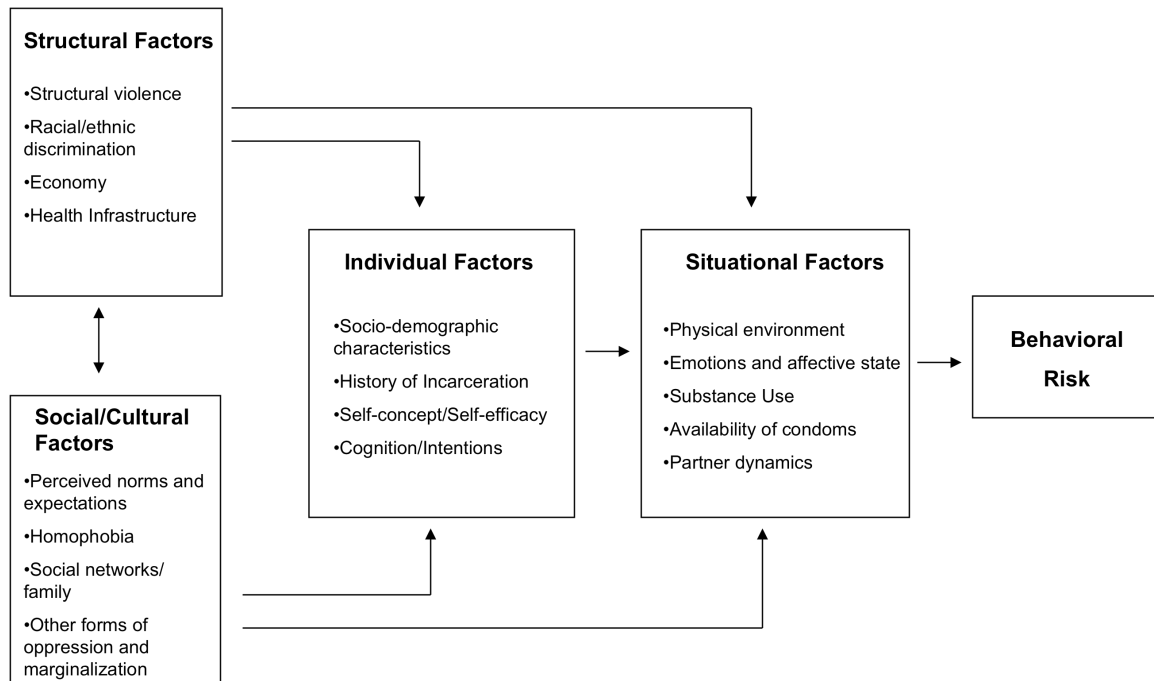 Structural Factors
•Structural violence
•Racial/ethnic
discrimination
•Economy
•Health Infrastructure
Social/Cultural
Factors
•Perceived norms and
expectations
•Homophobia
•Social networks/
family
•Other forms of
oppression and
marginalization
Individual Factors
•Socio-demographic
characteristics
•History of Incarceration
•Self-concept/Self-efficacy
•Cognition/Intentions
Situational Factors
•Physical environment
•Emotions and affective state
•Substance Use
•Availability of condoms
•Partner dynamics
Behavioral
Risk